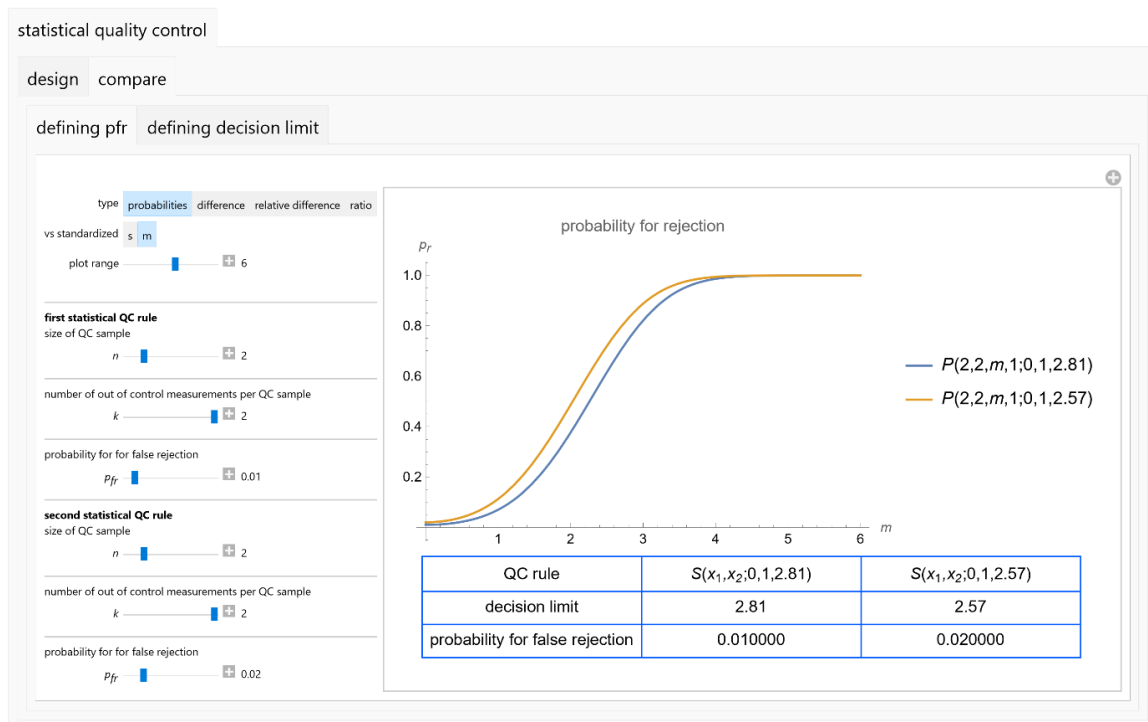 statistical quality control
design compare
defining pfr defining decision limit
type probabilities difference relative difference ratio
vs standardized s m
plot range 6
first statistical QC rule
size of QC sample
n 2
number of out of control measurements per QC sample
k 2
probability for for false rejection
pfr 0.01
second statistical QC rule
size of QC sample
n 2
number of out of control measurements per QC sample
k 2
probability for for false rejection
pfr 0.02
probability for rejection
pr
1.0
0.8
0.6
0.4
0.2
1 2 3 4 5 6 m
P(2,2,m,1;0,1,2.81)
P(2,2,m,1;0,1,2.57)
QC rule S(x1,x2;0,1,2.81) S(x1,x2;0,1,2.57)
decision limit 2.81 2.57
probability for false rejection 0.010000 0.020000